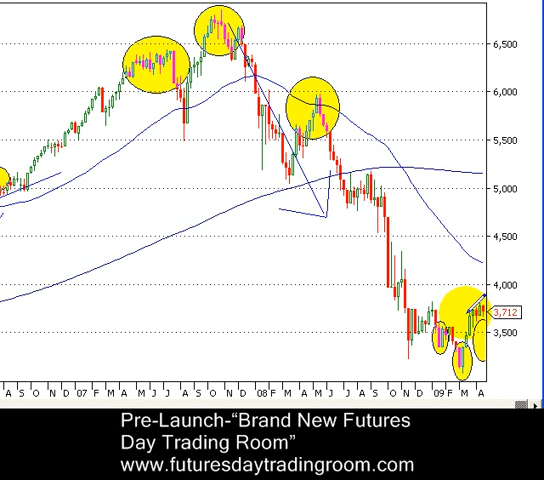 6,500
6,000
5,500
5,000
4,500
4,000
3,712
3,500
A S O N D 07 F M A M J J A S O N D 08 F M A M J J A S O N D 09 F M A
Pre-Launch-“Brand New Futures
Day Trading Room”
www.futuresdaytradingroom.com